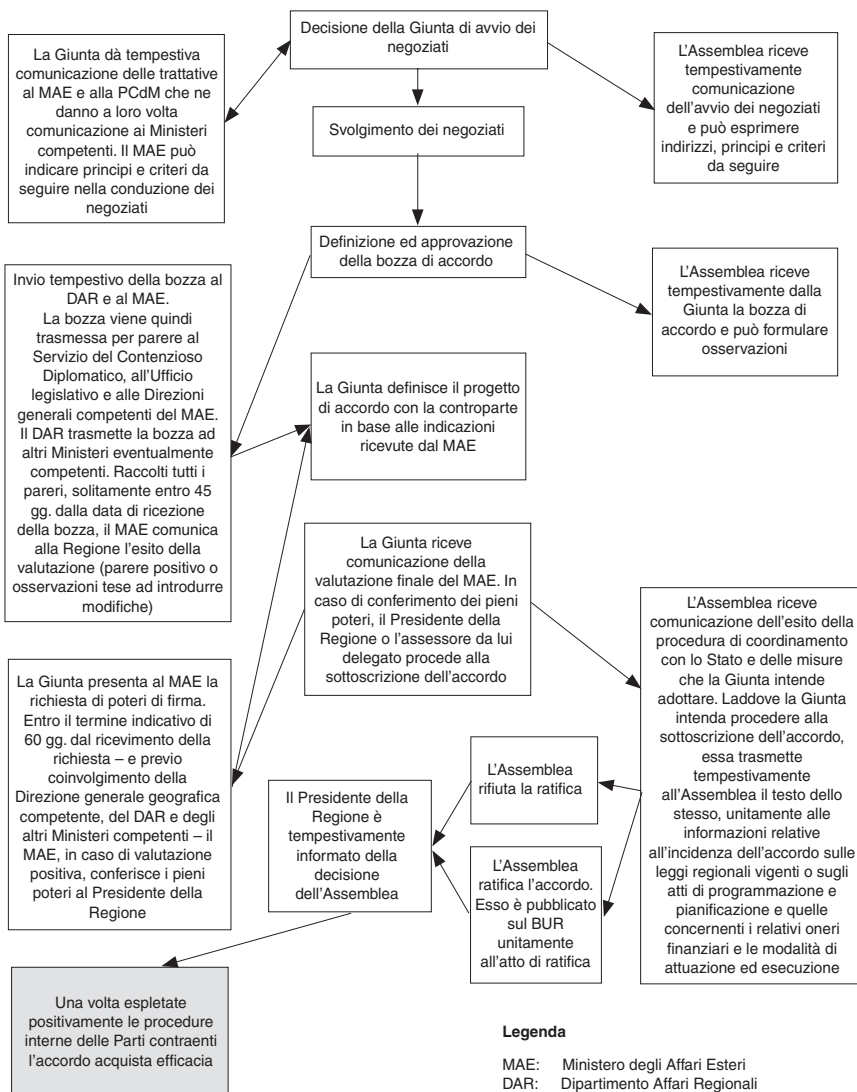 Decisione della Giunta di avvio dei
negoziati
La Giunta dà tempestiva
comunicazione delle trattative
al MAE e alla PCdM che ne
danno a loro volta
comunicazione ai Ministeri
competenti. Il MAE può
indicare principi e criteri da
seguire nella conduzione dei
negoziati
L'Assemblea riceve
tempestivamente
comunicazione
dell'avvio dei negoziati
e può esprimere
indirizzi, principi e criteri
da seguire
Svolgimento dei negoziati
Definizione ed approvazione
della bozza di accordo
Invio tempestivo della bozza al
DAR e al MAE.
La bozza viene quindi
trasmessa per parere al
Servizio del Contenzioso
Diplomatico, all'Ufficio
legislativo e alle Direzioni
generali competenti del MAE.
Il DAR trasmette la bozza ad
altri Ministeri eventualmente
competenti. Raccolti tutti i
pareri, solitamente entro 45
gg. dalla data di ricezione
della bozza, il MAE comunica
alla Regione l'esito della
valutazione (parere positivo o
osservazioni tese ad introdurre
modifiche)
L'Assemblea riceve
tempestivamente dalla
Giunta la bozza di
accordo e può formulare
osservazioni
La Giunta definisce il progetto
di accordo con la controparte
in base alle indicazioni
ricevute dal MAE
La Giunta riceve
comunicazione della
valutazione finale del MAE. In
caso di conferimento dei pieni
poteri, il Presidente della
Regione o l'assessore da lui
delegato procede alla
sottoscrizione dell'accordo
L'Assemblea riceve
comunicazione dell'esito della
procedura di coordinamento
con lo Stato e delle misure
che la Giunta intende
adottare. Laddove la Giunta
intenda procedere alla
sottoscrizione dell'accordo,
essa trasmette
tempestivamente
all'Assemblea il testo dello
stesso, unitamente alle
informazioni relative
all'incidenza dell'accordo sulle
leggi regionali vigenti o sugli
atti di programmazione e
pianificazione e quelle
concernenti i relativi oneri
finanziari e le modalità di
attuazione ed esecuzione
La Giunta presenta al MAE la
richiesta di poteri di firma.
Entro il termine indicativo di
60 gg. dal ricevimento della
richiesta – e previo
coinvolgimento della
Direzione generale geografica
competente, del DAR e degli
altri Ministeri competenti – il
MAE, in caso di valutazione
positiva, conferisce i pieni
poteri al Presidente della
Regione
L'Assemblea
rifiuta la ratifica
Il Presidente della
Regione è
tempestivamente
informato della
decisione
dell'Assemblea
L'Assemblea
ratifica l'accordo.
Esso è pubblicato
sul BUR
unitamente
all'atto di ratifica
Una volta espletate
positivamente le procedure
interne delle Parti contraenti
l'accordo acquista efficacia
Legenda
MAE: Ministero degli Affari Esteri
DAR: Dipartimento Affari Regionali